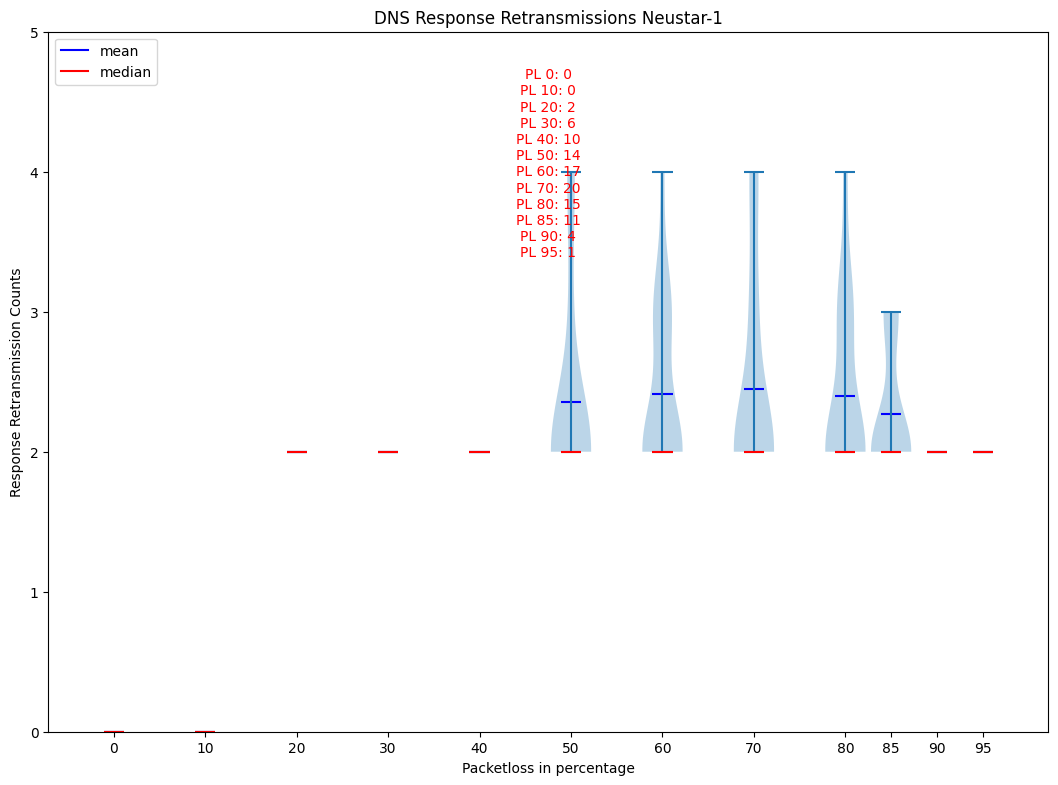 DNS Response Retransmissions Neustar-1
mean
median
PL 0: 0
PL 10: 0
PL 20: 2
PL 30: 6
PL 40: 10
PL 50: 14
PL 60: 17
PL 70: 20
PL 80: 15
PL 85: 11
PL 90: 4
PL 95: 1
Response Retransmission Counts
5
4
3
2
1
0
0 10 20 30 40 50 60 70 80 85 90 95
Packetloss in percentage